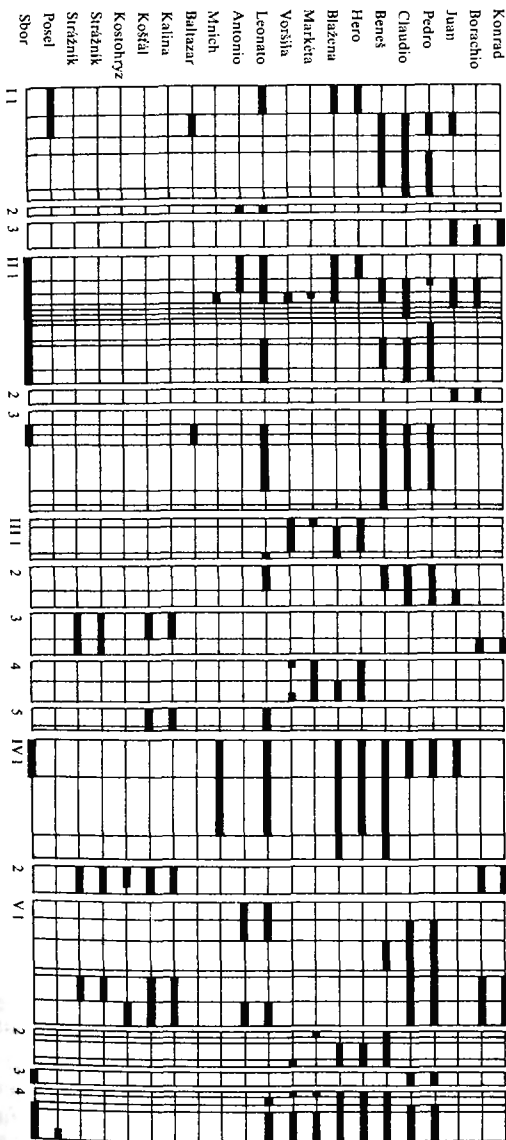 Konrad
Borachio
Juan
Pedro
Claudio
Beneš
Hero
Blažena
Markéta
Voršila
Leonato
Antonio
Mnich
Baltazar
Kalina
Košťál
Kostohryz
Strážník
Strážník
Posel
Sbor
I 1 2 3 II 1 2 3 III 1 2 3 4 5 IV 1 2 V 1 2 3 4